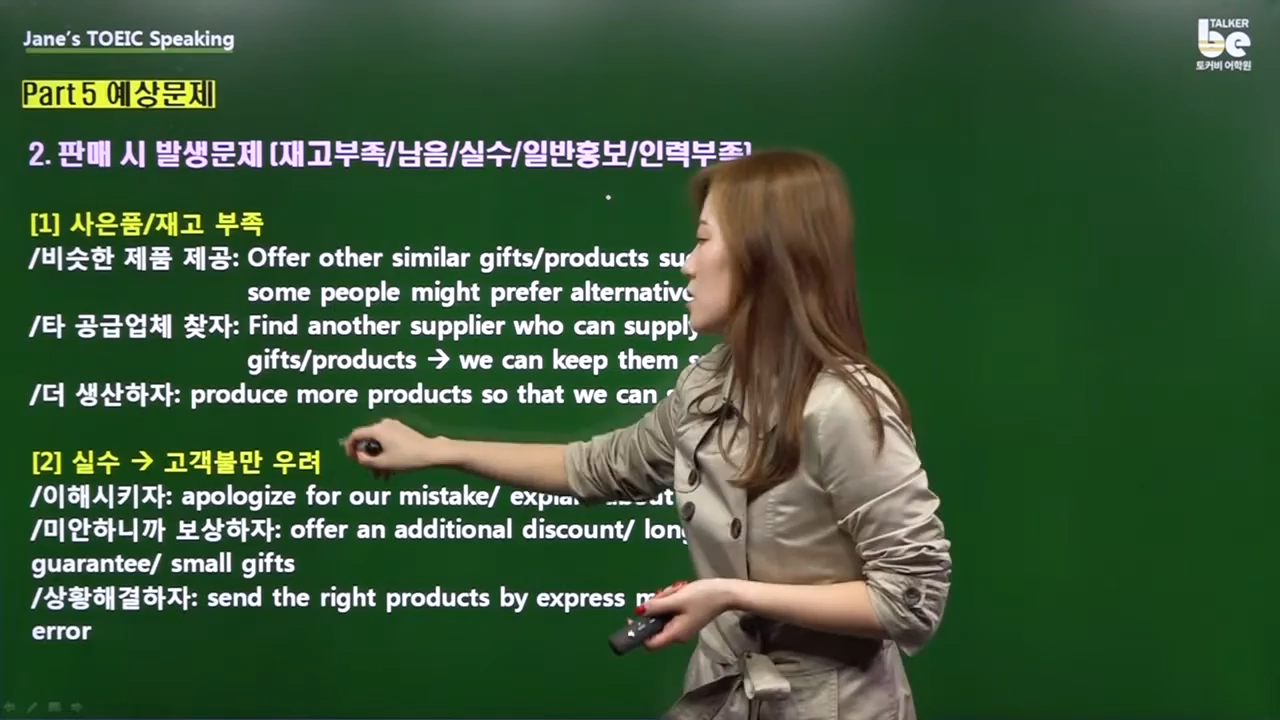 Jane's TOEIC Speaking
TALKER
be
토커비 어학원
Part 5 예상문제
2. 판매 시 발생문제 (재고부족/남음/실수/일반홍보/인력부족)
[1] 사은품/재고 부족
/비슷한 제품 제공: Offer other similar gifts/products
some people might prefer
/타 공급업체 찾자: Find another supplier who can supply
gifts/products → we can keep them
/더 생산하자: produce more products so that we can
[2] 실수 → 고객불만 우려
/이해시키자: apologize for our mistake/
/미안하니까 보상하자: offer an additional discount/
guarantee/ small gifts
/상황해결하자: send the right products by express
error